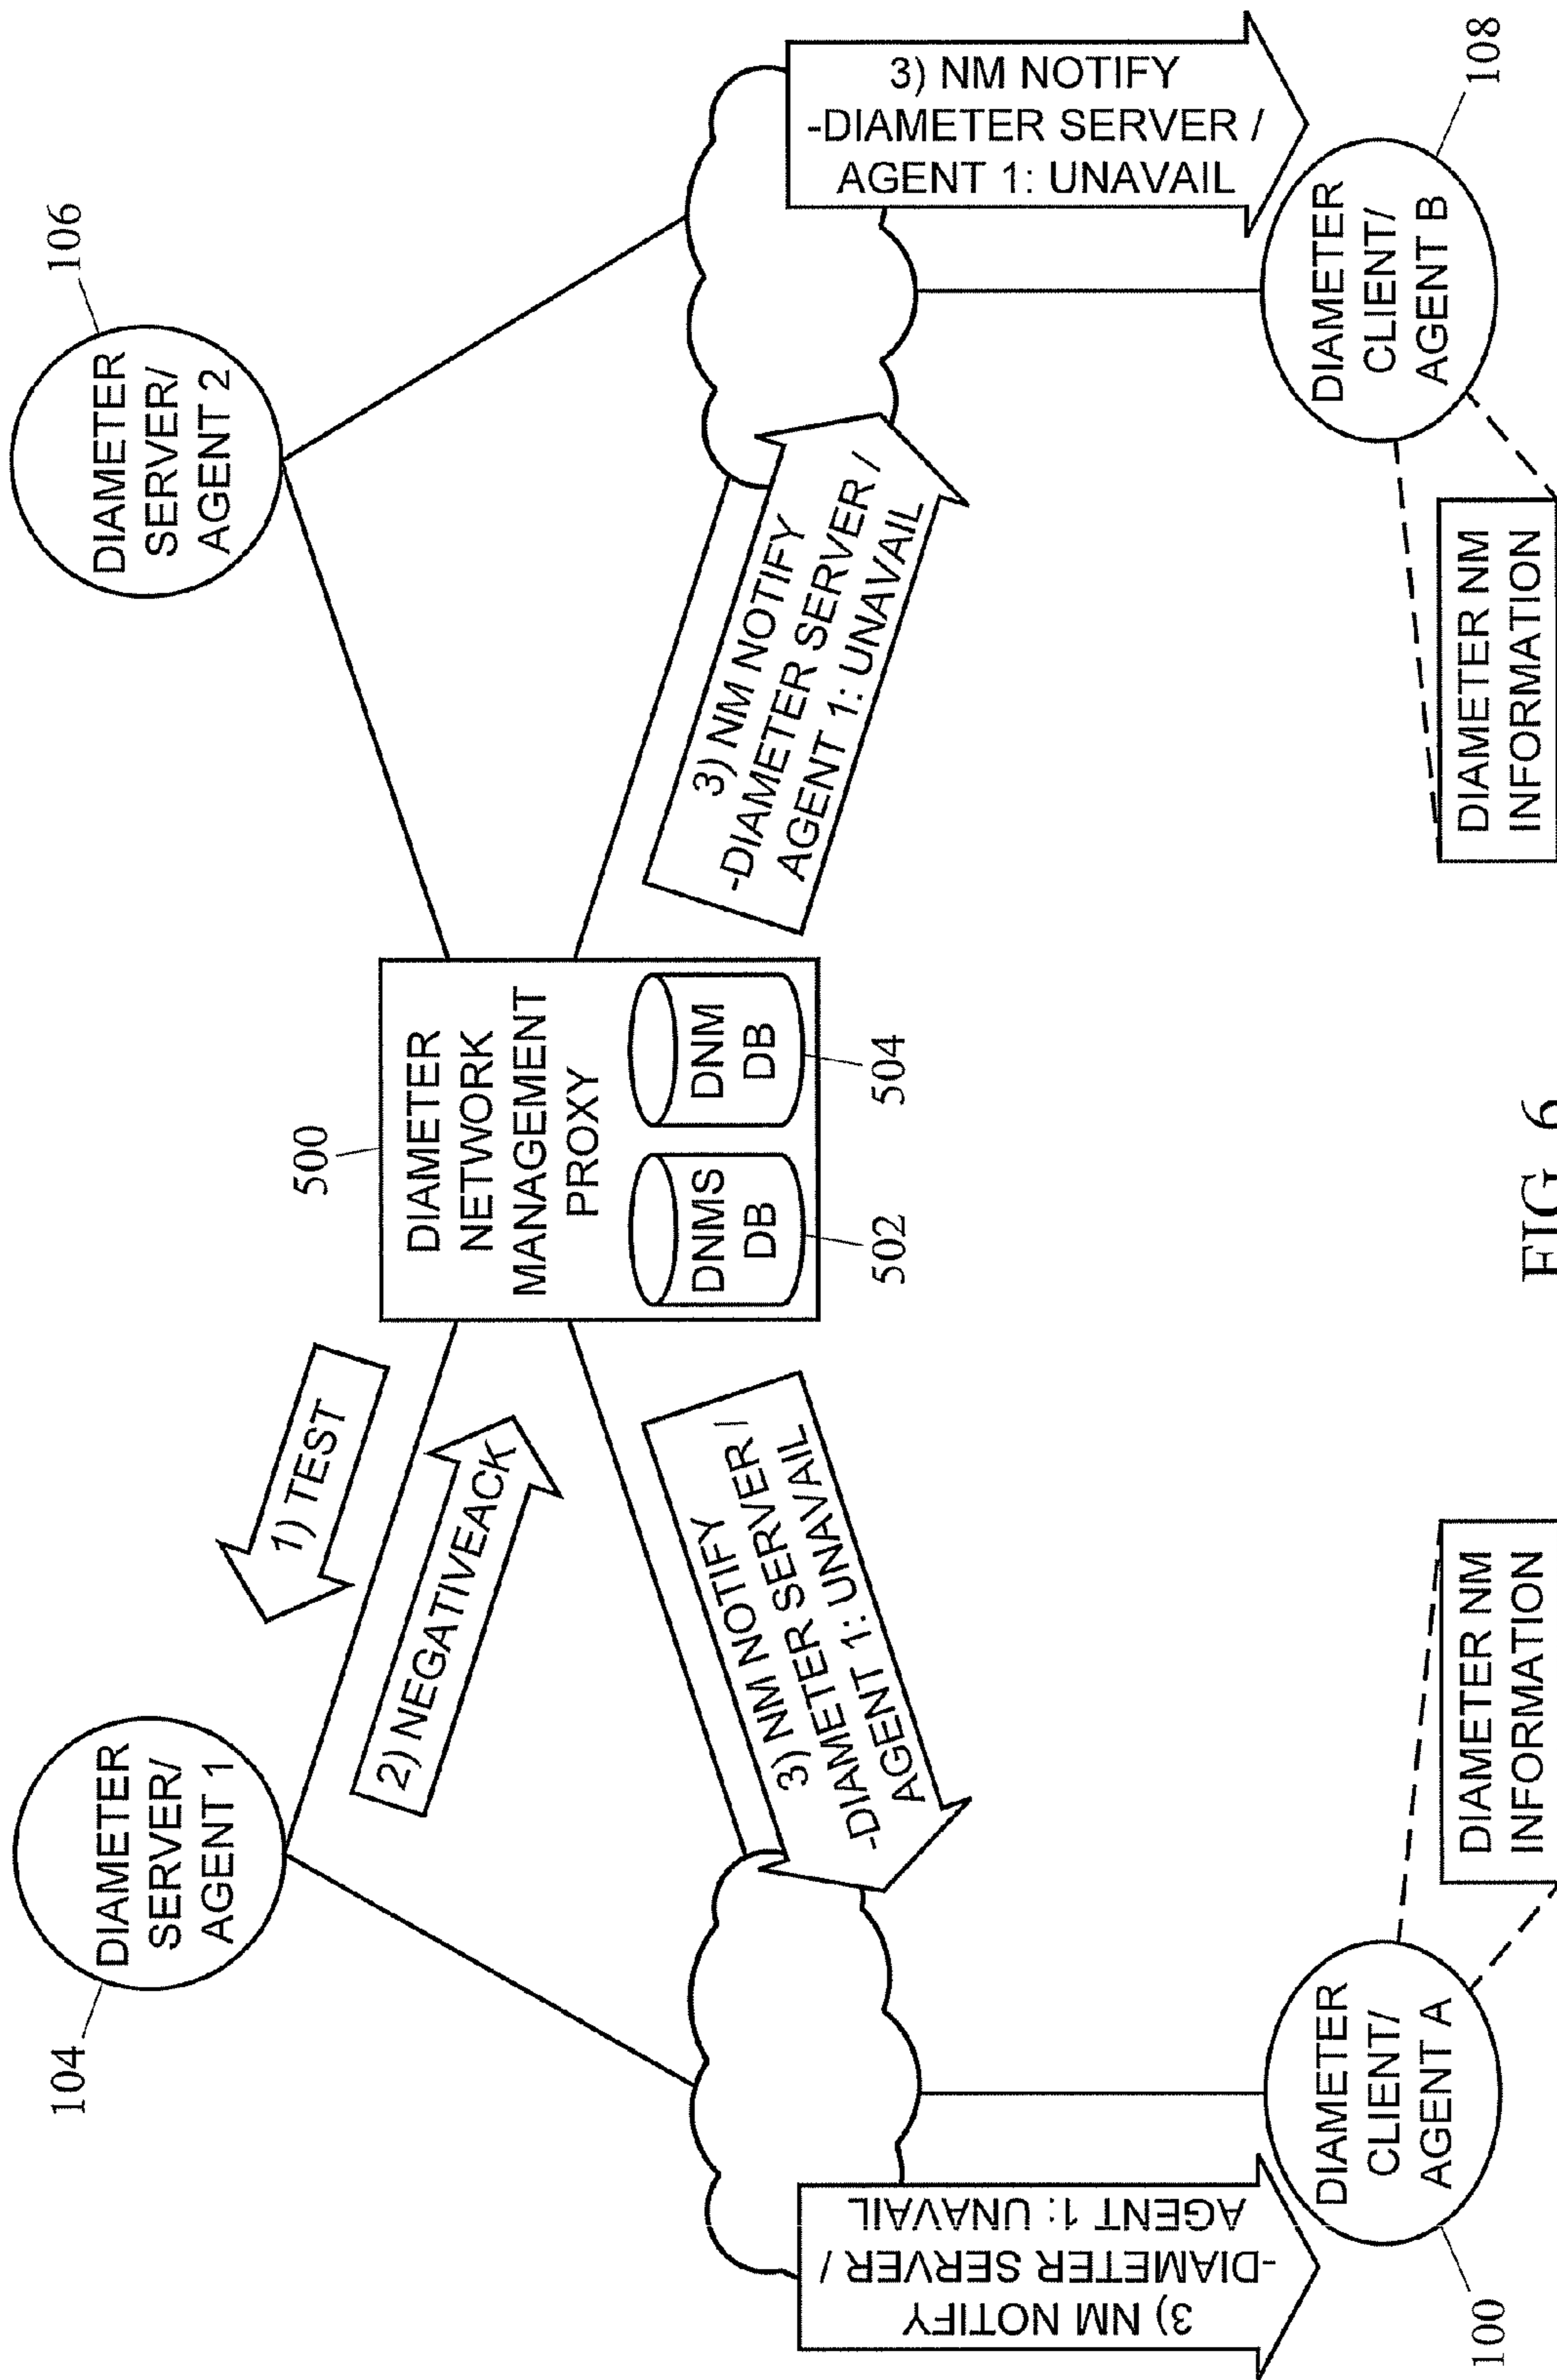 104
DIAMETER
SERVER/
AGENT 1
106
DIAMETER
SERVER/
AGENT 2
1) TEST
2) NEGATIVEACK
500
DIAMETER
NETWORK
MANAGEMENT
PROXY
DNMS
DB
DNM
DB
502
504
3) NM NOTIFY
-DIAMETER SERVER /
AGENT 1: UNAVAIL
3) NM NOTIFY
-DIAMETER SERVER /
AGENT 1: UNAVAIL
3) NM NOTIFY
-DIAMETER SERVER /
AGENT 1: UNAVAIL
3) NM NOTIFY
-DIAMETER SERVER /
AGENT 1: UNAVAIL
100
DIAMETER
CLIENT/
AGENT A
DIAMETER
CLIENT/
AGENT B
108
DIAMETER NM
INFORMATION
DIAMETER NM
INFORMATION
FIG. 6